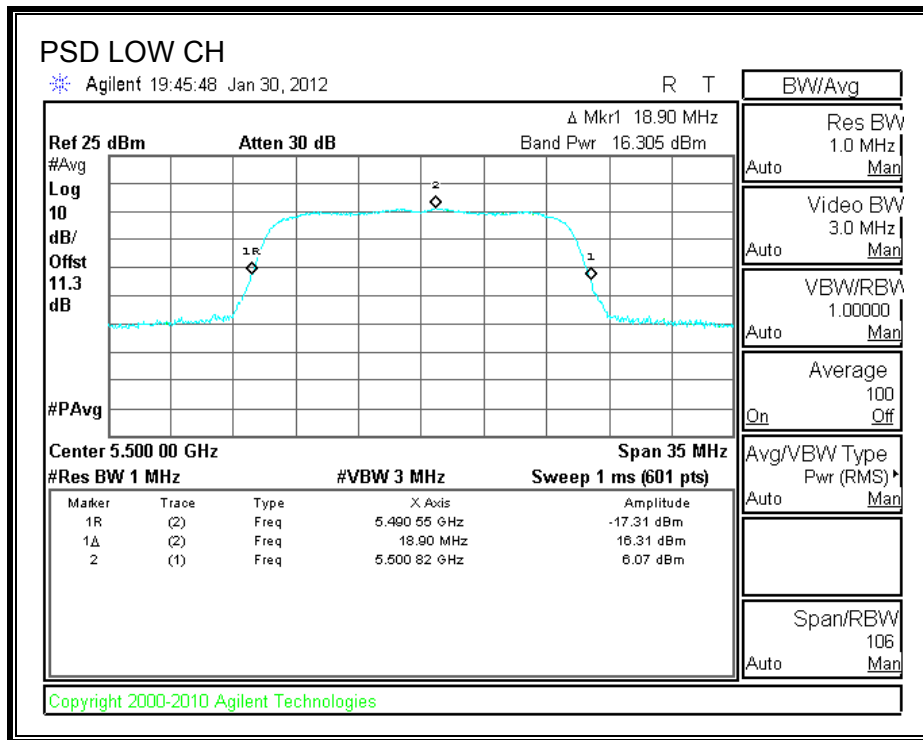 PSD LOW CH
Agilent 19:45:48 Jan 30, 2012 R T
Δ Mkr1 18.90 MHz
Ref 25 dBm Atten 30 dB Band Pwr 16.305 dBm
#Avg
Log
10
dB/
Offst
11.3
dB
#PAvg
1R
2
1
Center 5.500 00 GHz Span 35 MHz
#Res BW 1 MHz #VBW 3 MHz Sweep 1 ms (601 pts)
Marker Trace Type X Axis Amplitude
1R (2) Freq 5.490 55 GHz -17.31 dBm
1Δ (2) Freq 18.90 MHz 16.31 dBm
2 (1) Freq 5.500 82 GHz 6.07 dBm
BW/Avg
Res BW
1.0 MHz
Auto Man
Video BW
3.0 MHz
Auto Man
VBW/RBW
1.00000
Auto Man
Average
100
On Off
Avg/VBW Type
Pwr (RMS)
Auto Man
Span/RBW
106
Auto Man
Copyright 2000-2010 Agilent Technologies